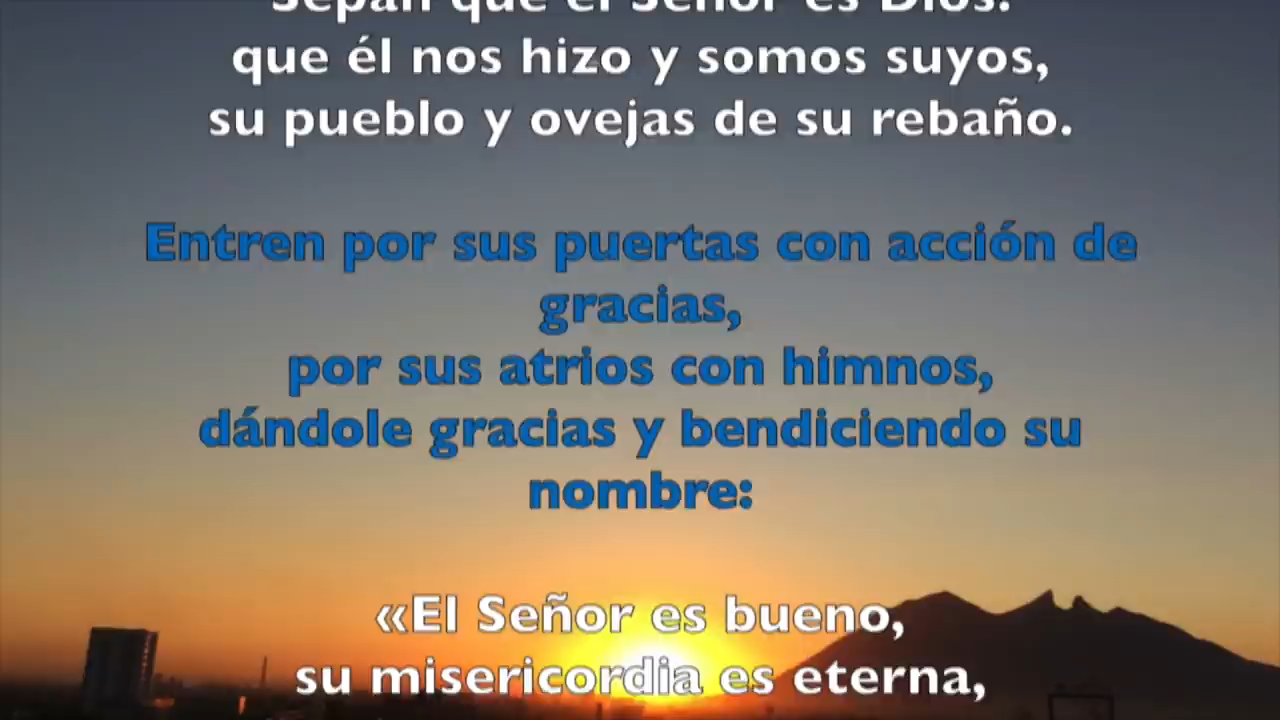 Sepan que el Señor es Dios:
que él nos hizo y somos suyos,
su pueblo y ovejas de su rebaño.
Entren por sus puertas con acción de
gracias,
por sus atrios con himnos,
dándole gracias y bendiciendo su
nombre:
«El Señor es bueno,
su misericordia es eterna,